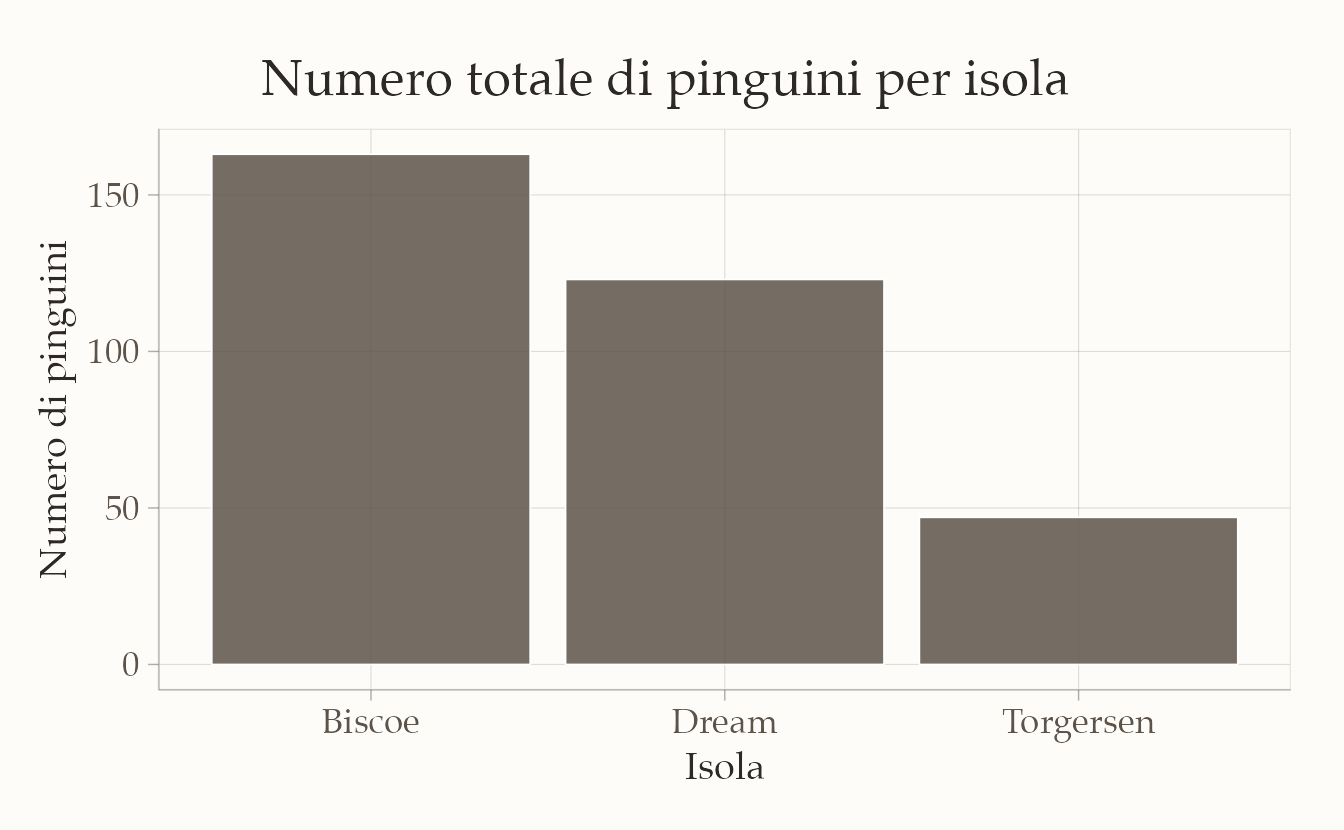 Numero totale di pinguini per isola
Numero di pinguini
150
100
50
0
Biscoe
Dream
Torgersen
Isola